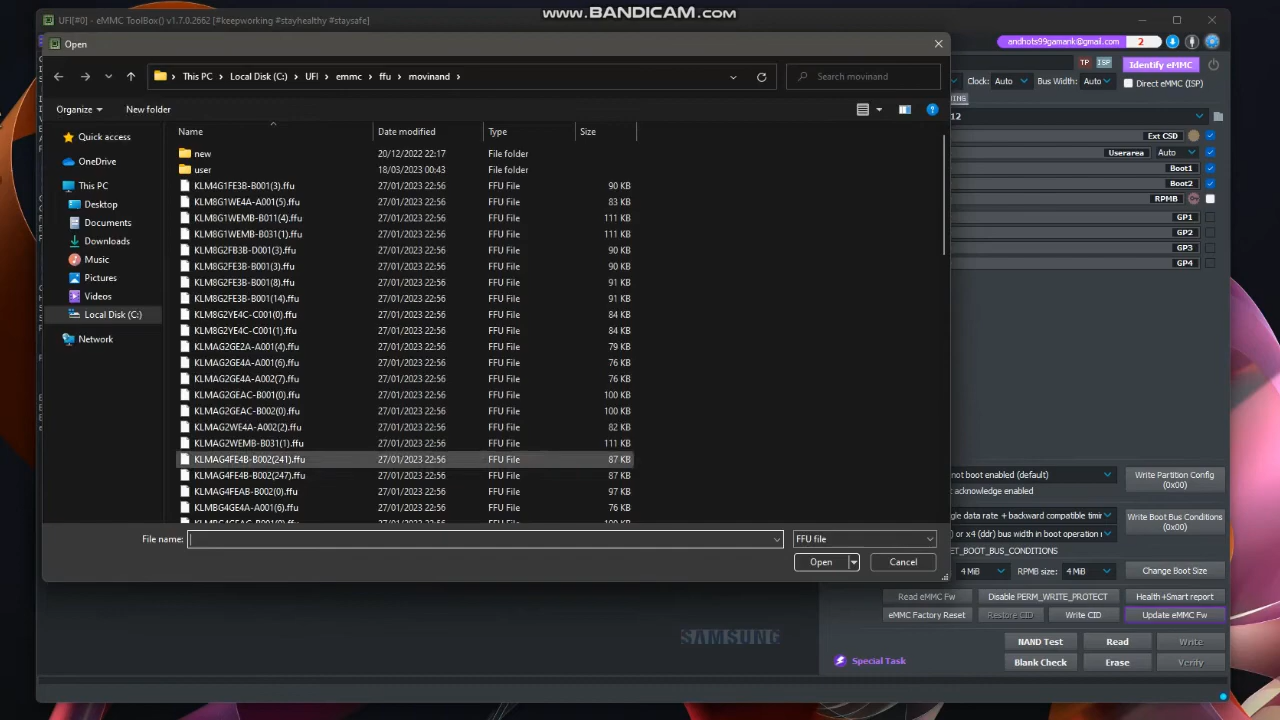 www.BANDICAM.com
UFI[#0] - eMMC ToolBox() v1.7.0.2662 [#keepworking #stayhealthy #staysafe]
Open
andhots99gamank@gmail.com 2
This PC Local Disk (C:) UFI emmc ffu movinand
Search movinand
TP ISP Identify eMMC
Clock: Auto Bus Width: Auto Direct eMMC (ISP)
Organize New folder
12
Name Date modified Type Size
Ext CSD
Userarea Auto
Boot1
Boot2
RPMB
GP1
GP2
GP3
GP4
Quick access
OneDrive
This PC
Desktop
Documents
Downloads
Music
Pictures
Videos
Local Disk (C:)
Network
new 20/12/2022 22:17 File folder
user 18/03/2023 00:43 File folder
KLM4G1FE3B-B001(3).ffu 27/01/2023 22:56 FFU File 90 KB
KLM8G1WE4A-A001(5).ffu 27/01/2023 22:56 FFU File 83 KB
KLM8G1WEMB-B011(4).ffu 27/01/2023 22:56 FFU File 111 KB
KLM8G1WEMB-B031(1).ffu 27/01/2023 22:56 FFU File 111 KB
KLM8G2FB3B-D001(3).ffu 27/01/2023 22:56 FFU File 90 KB
KLM8G2FE3B-B001(3).ffu 27/01/2023 22:56 FFU File 90 KB
KLM8G2FE3B-B001(8).ffu 27/01/2023 22:56 FFU File 91 KB
KLM8G2FE3B-B001(14).ffu 27/01/2023 22:56 FFU File 91 KB
KLM8G2YE4C-C001(0).ffu 27/01/2023 22:56 FFU File 84 KB
KLM8G2YE4C-C001(1).ffu 27/01/2023 22:56 FFU File 84 KB
KLMAG2GE2A-A001(4).ffu 27/01/2023 22:56 FFU File 79 KB
KLMAG2GE4A-A001(6).ffu 27/01/2023 22:56 FFU File 76 KB
KLMAG2GE4A-A002(7).ffu 27/01/2023 22:56 FFU File 76 KB
KLMAG2GEAC-B001(0).ffu 27/01/2023 22:56 FFU File 100 KB
KLMAG2GEAC-B002(0).ffu 27/01/2023 22:56 FFU File 100 KB
KLMAG2WE4A-A002(2).ffu 27/01/2023 22:56 FFU File 82 KB
KLMAG2WEMB-B031(1).ffu 27/01/2023 22:56 FFU File 111 KB
KLMAG4FE4B-B002(241).ffu 27/01/2023 22:56 FFU File 87 KB
KLMAG4FE4B-B002(247).ffu 27/01/2023 22:56 FFU File 87 KB
KLMAG4FEAB-B002(0).ffu 27/01/2023 22:56 FFU File 97 KB
KLMBG4GE4A-A001(6).ffu 27/01/2023 22:56 FFU File 76 KB
File name: FFU file
Open Cancel
not boot enabled (default)
acknowledge enabled
Write Partition Config
(0x00)
data rate + backward compatible
or x4 (ddr) bus width in boot operation
Write Boot Bus Conditions
(0x00)
BOOT_BUS_CONDITIONS
4 MiB RPMB size: 4 MiB Change Boot Size
Read eMMC Fw Disable PERM_WRITE_PROTECT Health +Smart report
eMMC Factory Reset Restore CID Write CID Update eMMC Fw
SAMSUNG
NAND Test Read Write
Special Task Blank Check Erase Verify